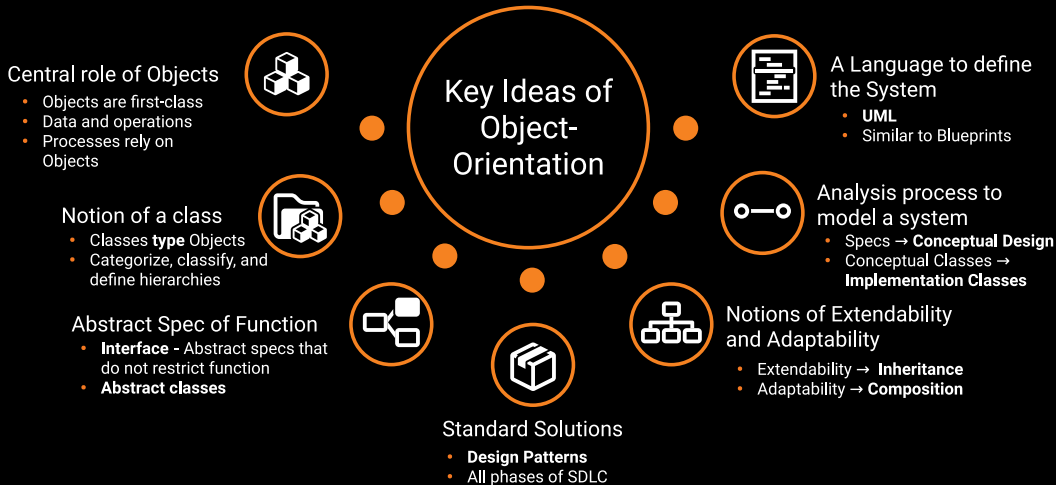 Key Ideas of
Object-
Orientation
Central role of Objects
• Objects are first-class
• Data and operations
• Processes rely on
Objects
Notion of a class
• Classes type Objects
• Categorize, classify, and
define hierarchies
Abstract Spec of Function
• Interface - Abstract specs that
do not restrict function
• Abstract classes
Standard Solutions
• Design Patterns
• All phases of SDLC
Notions of Extendability
and Adaptability
• Extendability → Inheritance
• Adaptability → Composition
Analysis process to
model a system
• Specs → Conceptual Design
• Conceptual Classes →
Implementation Classes
A Language to define
the System
• UML
• Similar to Blueprints